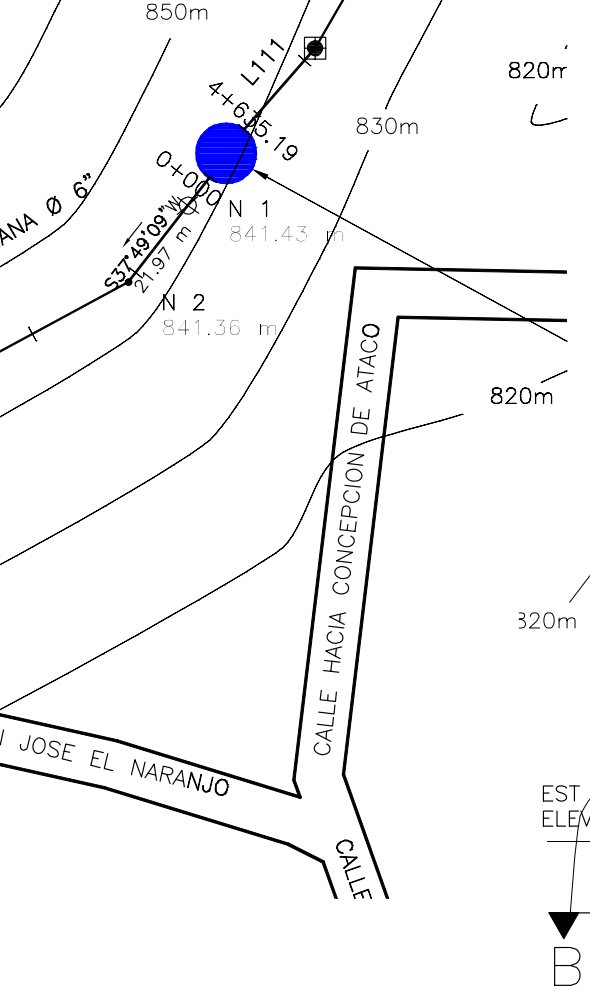 850m
L111
820m
4+635.19
830m
0+000
ANA Ø 6"
N 1
841.43 m
S37°49'09"W
21.97 m
N 2
841.36 m
CALLE HACIA CONCEPCION DE ATACO
820m
820m
JOSE EL NARANJO
CALLE
EST
ELEV
B